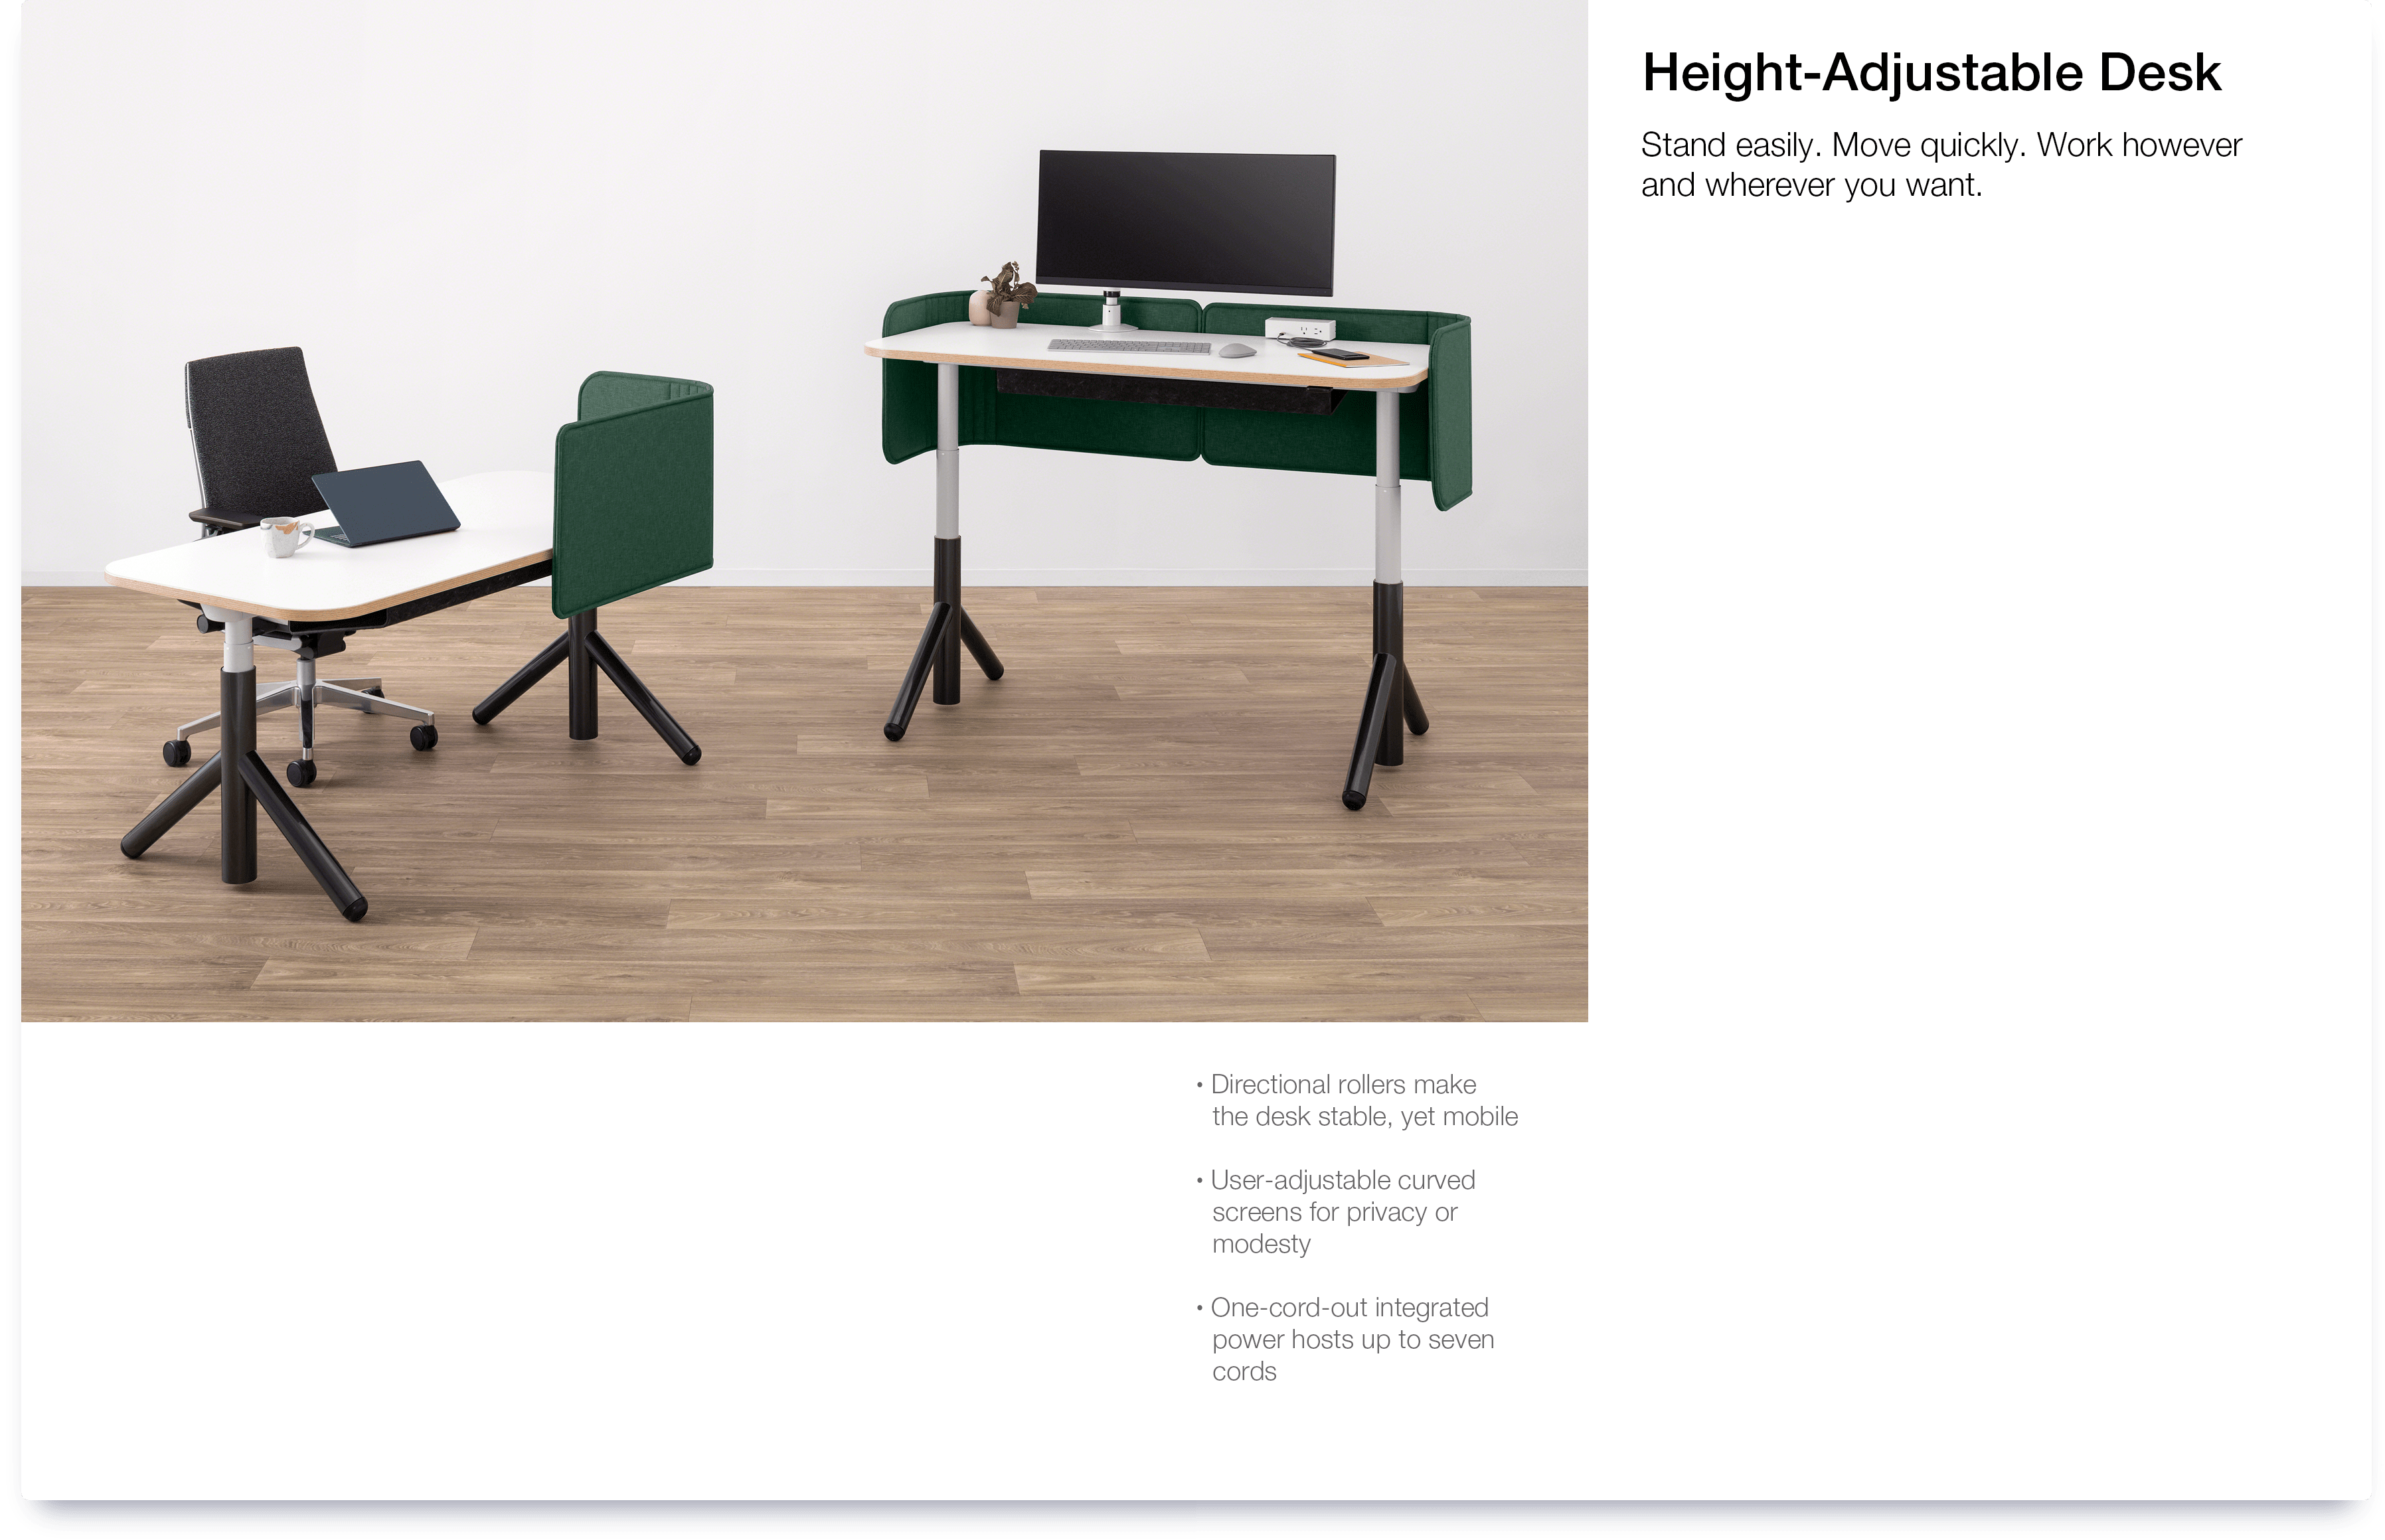 Height-Adjustable Desk
Stand easily. Move quickly. Work however
and wherever you want.
• Directional rollers make
the desk stable, yet mobile
• User-adjustable curved
screens for privacy or
modesty
• One-cord-out integrated
power hosts up to seven
cords